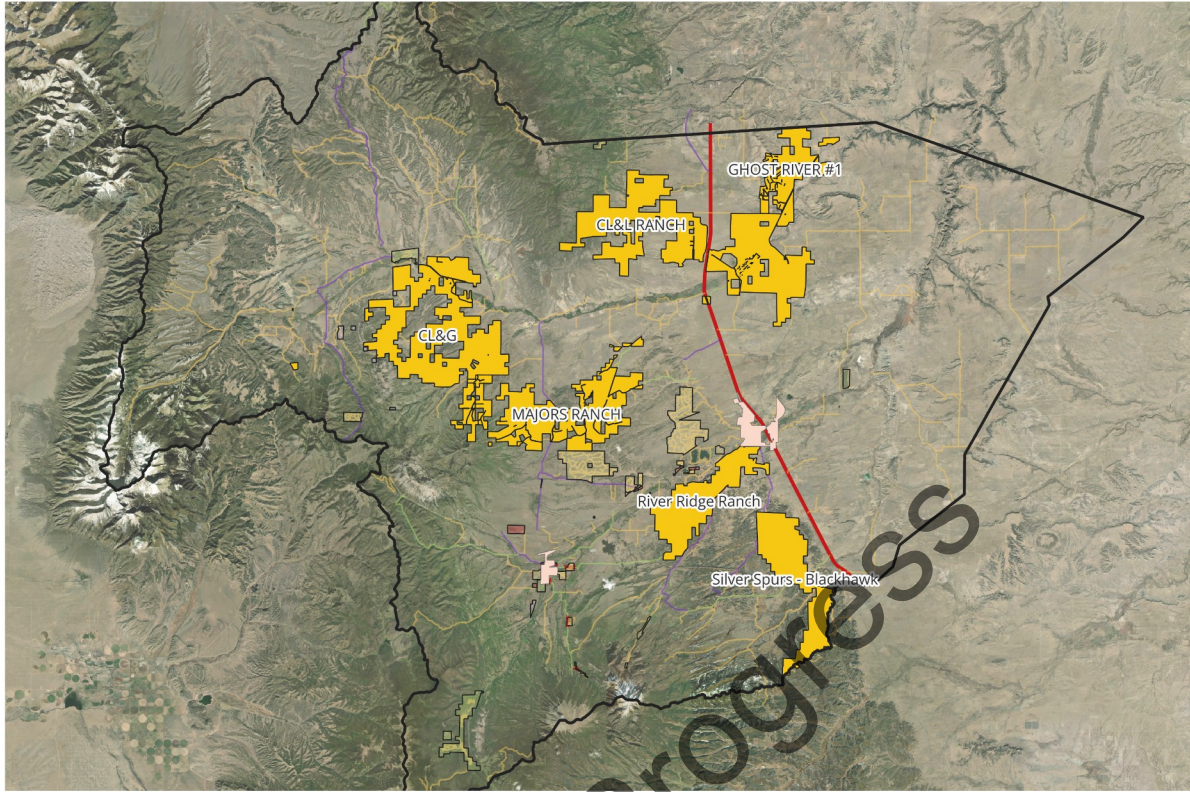 GHOST RIVER #1
CL&L RANCH
CL&G
MAJORS RANCH
River Ridge Ranch
Silver Spurs - Blackhawk
progress